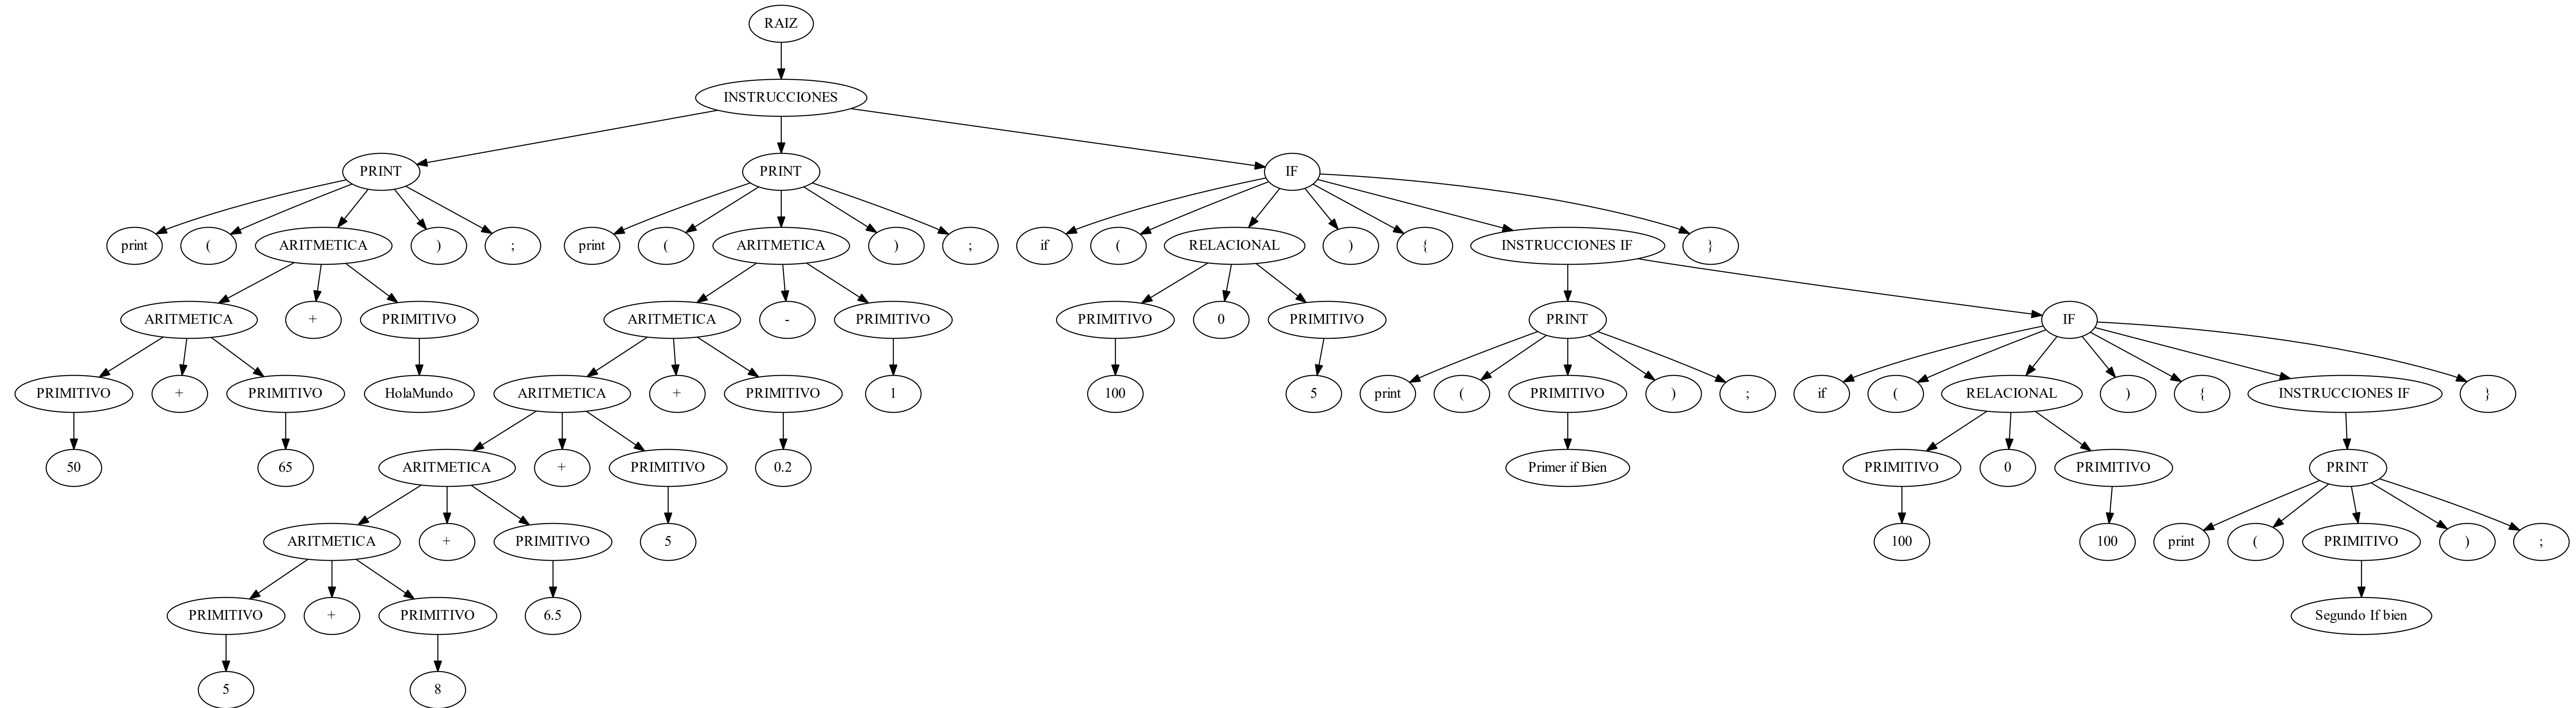 RAIZ
INSTRUCCIONES
PRINT PRINT IF
print ( ARITMETICA ) ; print ( ARITMETICA ) ; if ( RELACIONAL ) { INSTRUCCIONES IF }
ARITMETICA + PRIMITIVO ARITMETICA - PRIMITIVO PRIMITIVO 0 PRIMITIVO PRINT IF
PRIMITIVO + PRIMITIVO HolaMundo ARITMETICA + PRIMITIVO 1 100 5 print ( PRIMITIVO ) ; if ( RELACIONAL ) { INSTRUCCIONES IF }
50 65 ARITMETICA + PRIMITIVO 0.2 Primer if Bien PRIMITIVO 0 PRIMITIVO PRINT
ARITMETICA + PRIMITIVO 5 100 100 print ( PRIMITIVO ) ;
PRIMITIVO + PRIMITIVO 6.5 Segundo If bien
5 8